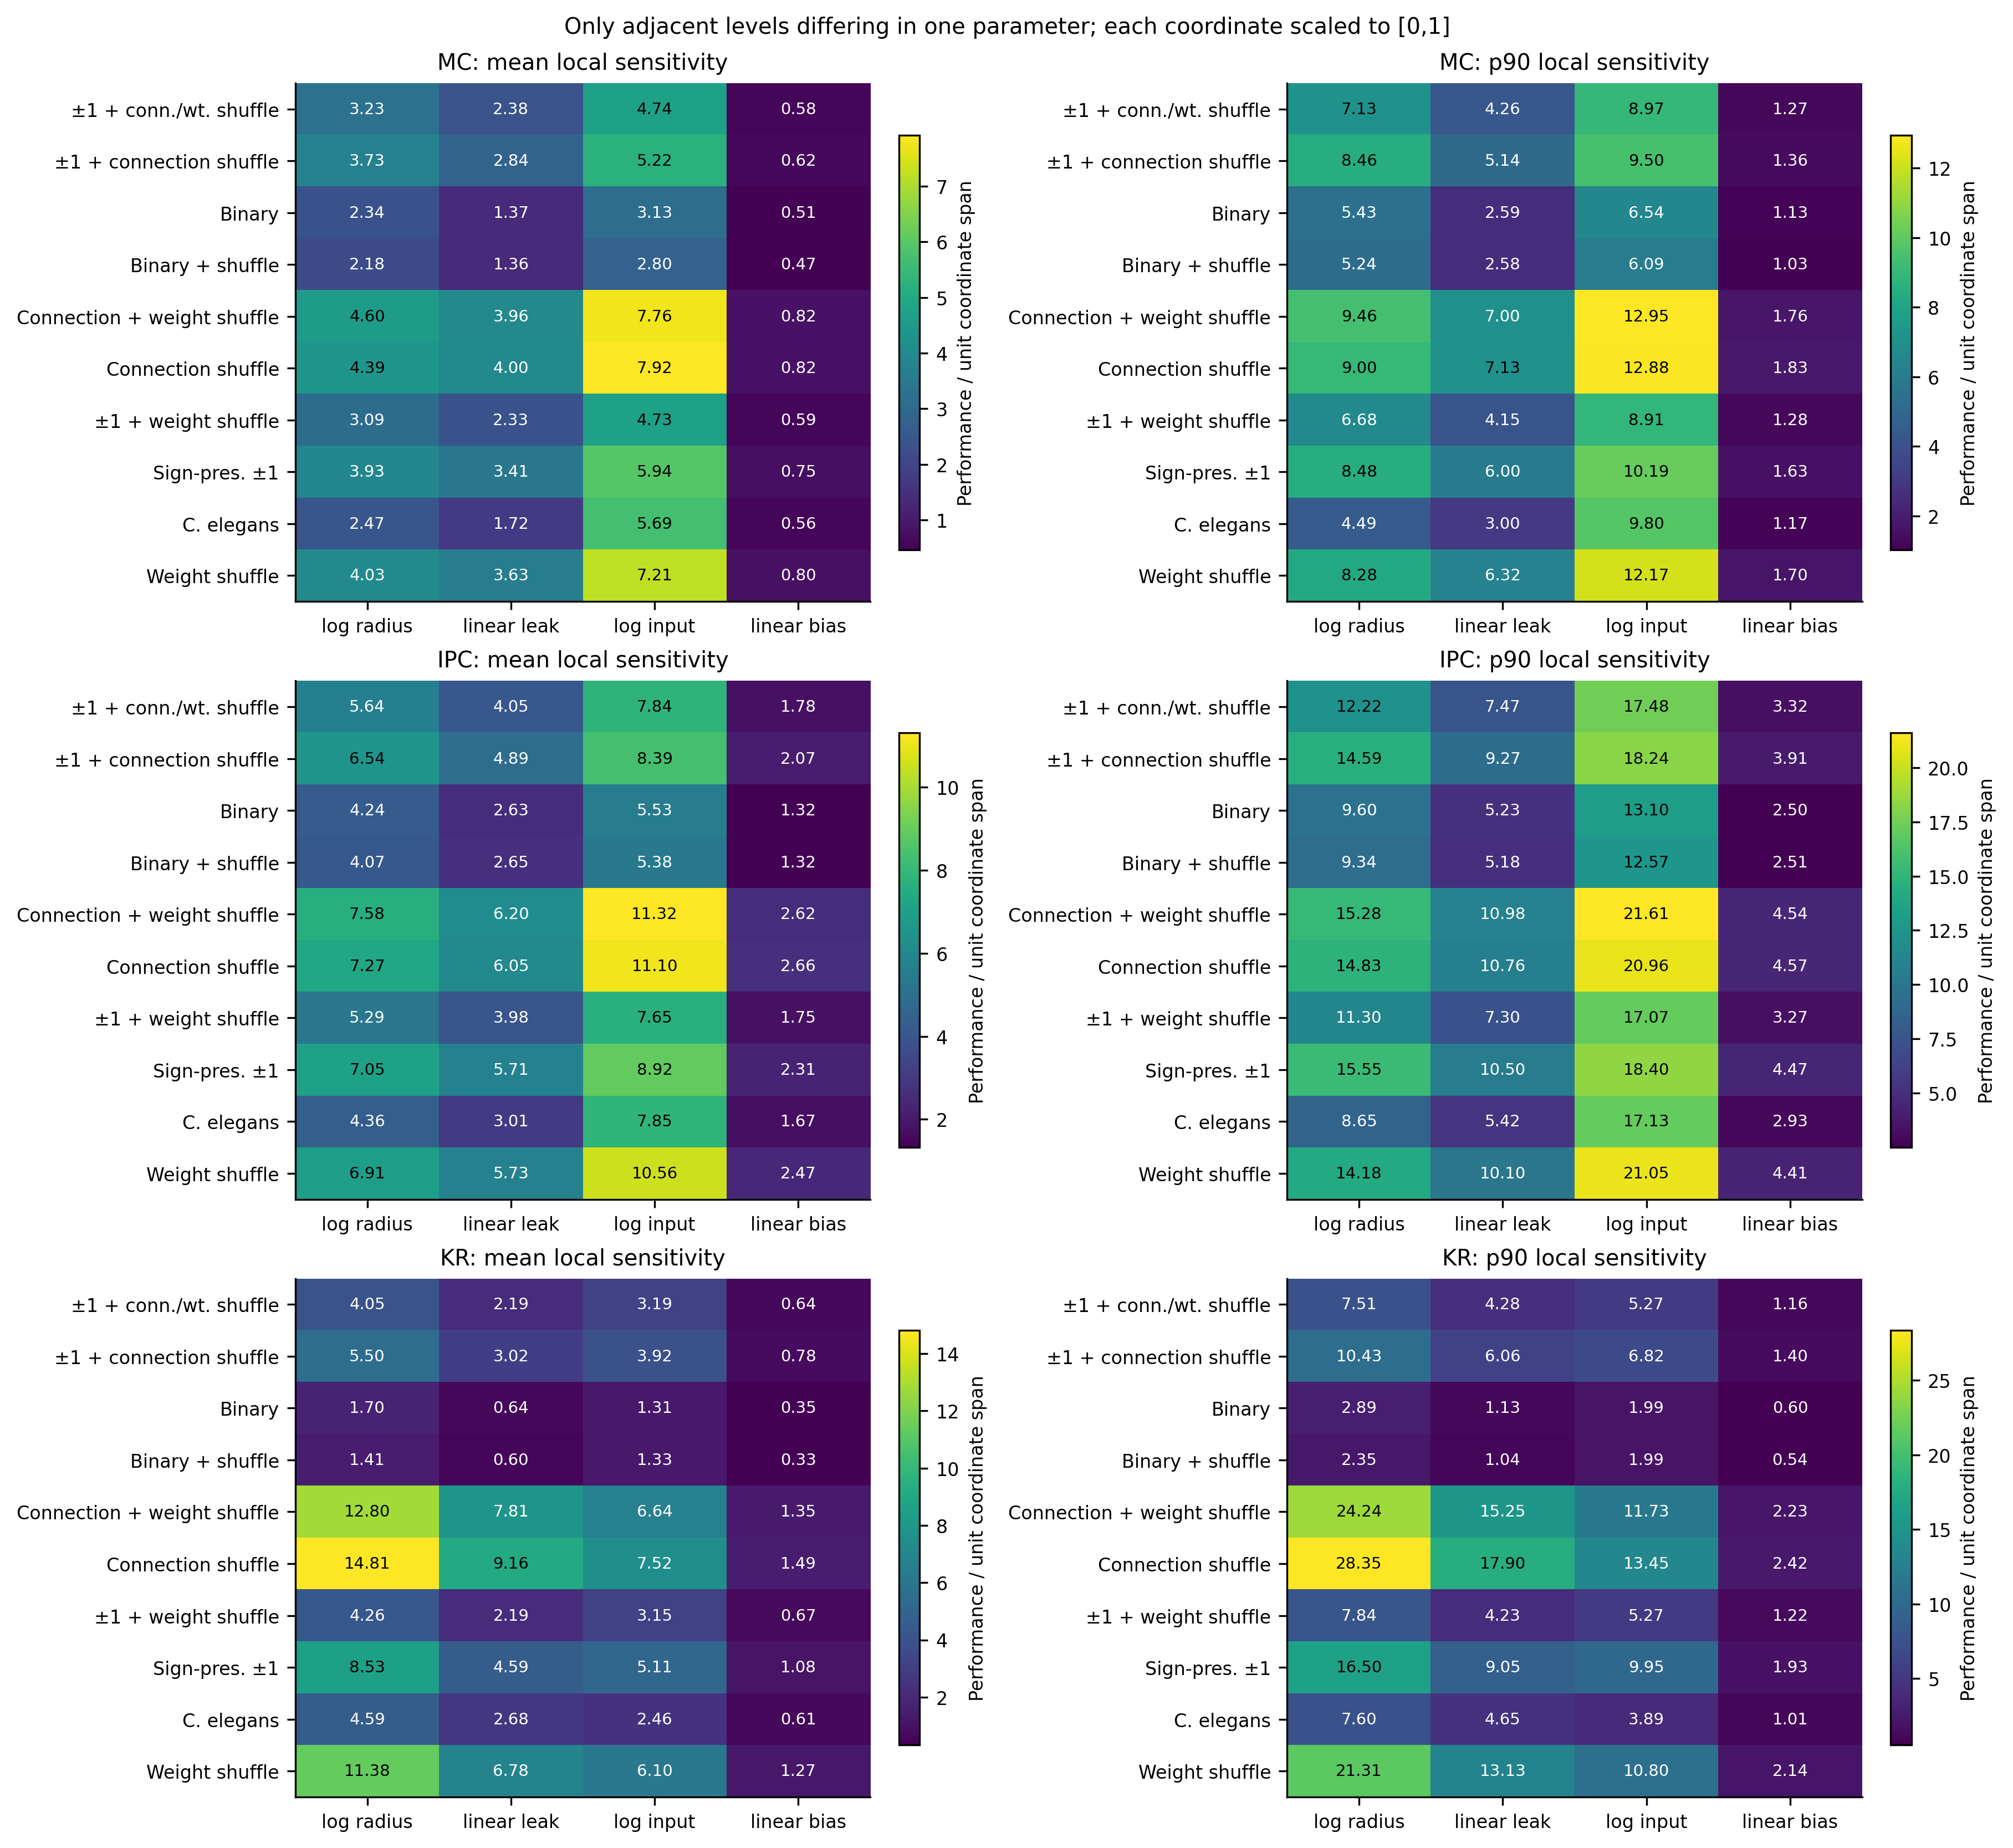 Only adjacent levels differing in one parameter; each coordinate scaled to [0,1]
MC: mean local sensitivity
±1 + conn./wt. shuffle 3.23 2.38 4.74 0.58
±1 + connection shuffle 3.73 2.84 5.22 0.62
Binary 2.34 1.37 3.13 0.51
Binary + shuffle 2.18 1.36 2.80 0.47
Connection + weight shuffle 4.60 3.96 7.76 0.82
Connection shuffle 4.39 4.00 7.92 0.82
±1 + weight shuffle 3.09 2.33 4.73 0.59
Sign-pres. ±1 3.93 3.41 5.94 0.75
C. elegans 2.47 1.72 5.69 0.56
Weight shuffle 4.03 3.63 7.21 0.80
log radius linear leak log input linear bias
7
6
5
4
3
2
1
Performance / unit coordinate span
MC: p90 local sensitivity
±1 + conn./wt. shuffle 7.13 4.26 8.97 1.27
±1 + connection shuffle 8.46 5.14 9.50 1.36
Binary 5.43 2.59 6.54 1.13
Binary + shuffle 5.24 2.58 6.09 1.03
Connection + weight shuffle 9.46 7.00 12.95 1.76
Connection shuffle 9.00 7.13 12.88 1.83
±1 + weight shuffle 6.68 4.15 8.91 1.28
Sign-pres. ±1 8.48 6.00 10.19 1.63
C. elegans 4.49 3.00 9.80 1.17
Weight shuffle 8.28 6.32 12.17 1.70
log radius linear leak log input linear bias
12
10
8
6
4
2
Performance / unit coordinate span
IPC: mean local sensitivity
±1 + conn./wt. shuffle 5.64 4.05 7.84 1.78
±1 + connection shuffle 6.54 4.89 8.39 2.07
Binary 4.24 2.63 5.53 1.32
Binary + shuffle 4.07 2.65 5.38 1.32
Connection + weight shuffle 7.58 6.20 11.32 2.62
Connection shuffle 7.27 6.05 11.10 2.66
±1 + weight shuffle 5.29 3.98 7.65 1.75
Sign-pres. ±1 7.05 5.71 8.92 2.31
C. elegans 4.36 3.01 7.85 1.67
Weight shuffle 6.91 5.73 10.56 2.47
log radius linear leak log input linear bias
10
8
6
4
2
Performance / unit coordinate span
IPC: p90 local sensitivity
±1 + conn./wt. shuffle 12.22 7.47 17.48 3.32
±1 + connection shuffle 14.59 9.27 18.24 3.91
Binary 9.60 5.23 13.10 2.50
Binary + shuffle 9.34 5.18 12.57 2.51
Connection + weight shuffle 15.28 10.98 21.61 4.54
Connection shuffle 14.83 10.76 20.96 4.57
±1 + weight shuffle 11.30 7.30 17.07 3.27
Sign-pres. ±1 15.55 10.50 18.40 4.47
C. elegans 8.65 5.42 17.13 2.93
Weight shuffle 14.18 10.10 21.05 4.41
log radius linear leak log input linear bias
20.0
17.5
15.0
12.5
10.0
7.5
5.0
Performance / unit coordinate span
KR: mean local sensitivity
±1 + conn./wt. shuffle 4.05 2.19 3.19 0.64
±1 + connection shuffle 5.50 3.02 3.92 0.78
Binary 1.70 0.64 1.31 0.35
Binary + shuffle 1.41 0.60 1.33 0.33
Connection + weight shuffle 12.80 7.81 6.64 1.35
Connection shuffle 14.81 9.16 7.52 1.49
±1 + weight shuffle 4.26 2.19 3.15 0.67
Sign-pres. ±1 8.53 4.59 5.11 1.08
C. elegans 4.59 2.68 2.46 0.61
Weight shuffle 11.38 6.78 6.10 1.27
log radius linear leak log input linear bias
14
12
10
8
6
4
2
Performance / unit coordinate span
KR: p90 local sensitivity
±1 + conn./wt. shuffle 7.51 4.28 5.27 1.16
±1 + connection shuffle 10.43 6.06 6.82 1.40
Binary 2.89 1.13 1.99 0.60
Binary + shuffle 2.35 1.04 1.99 0.54
Connection + weight shuffle 24.24 15.25 11.73 2.23
Connection shuffle 28.35 17.90 13.45 2.42
±1 + weight shuffle 7.84 4.23 5.27 1.22
Sign-pres. ±1 16.50 9.05 9.95 1.93
C. elegans 7.60 4.65 3.89 1.01
Weight shuffle 21.31 13.13 10.80 2.14
log radius linear leak log input linear bias
25
20
15
10
5
Performance / unit coordinate span